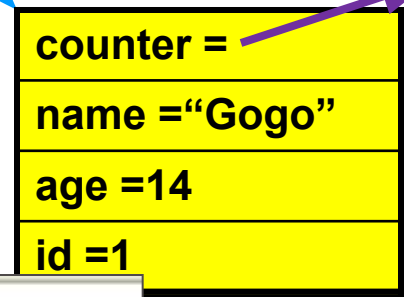 counter =
name =“Gogo”
age =14
id =1